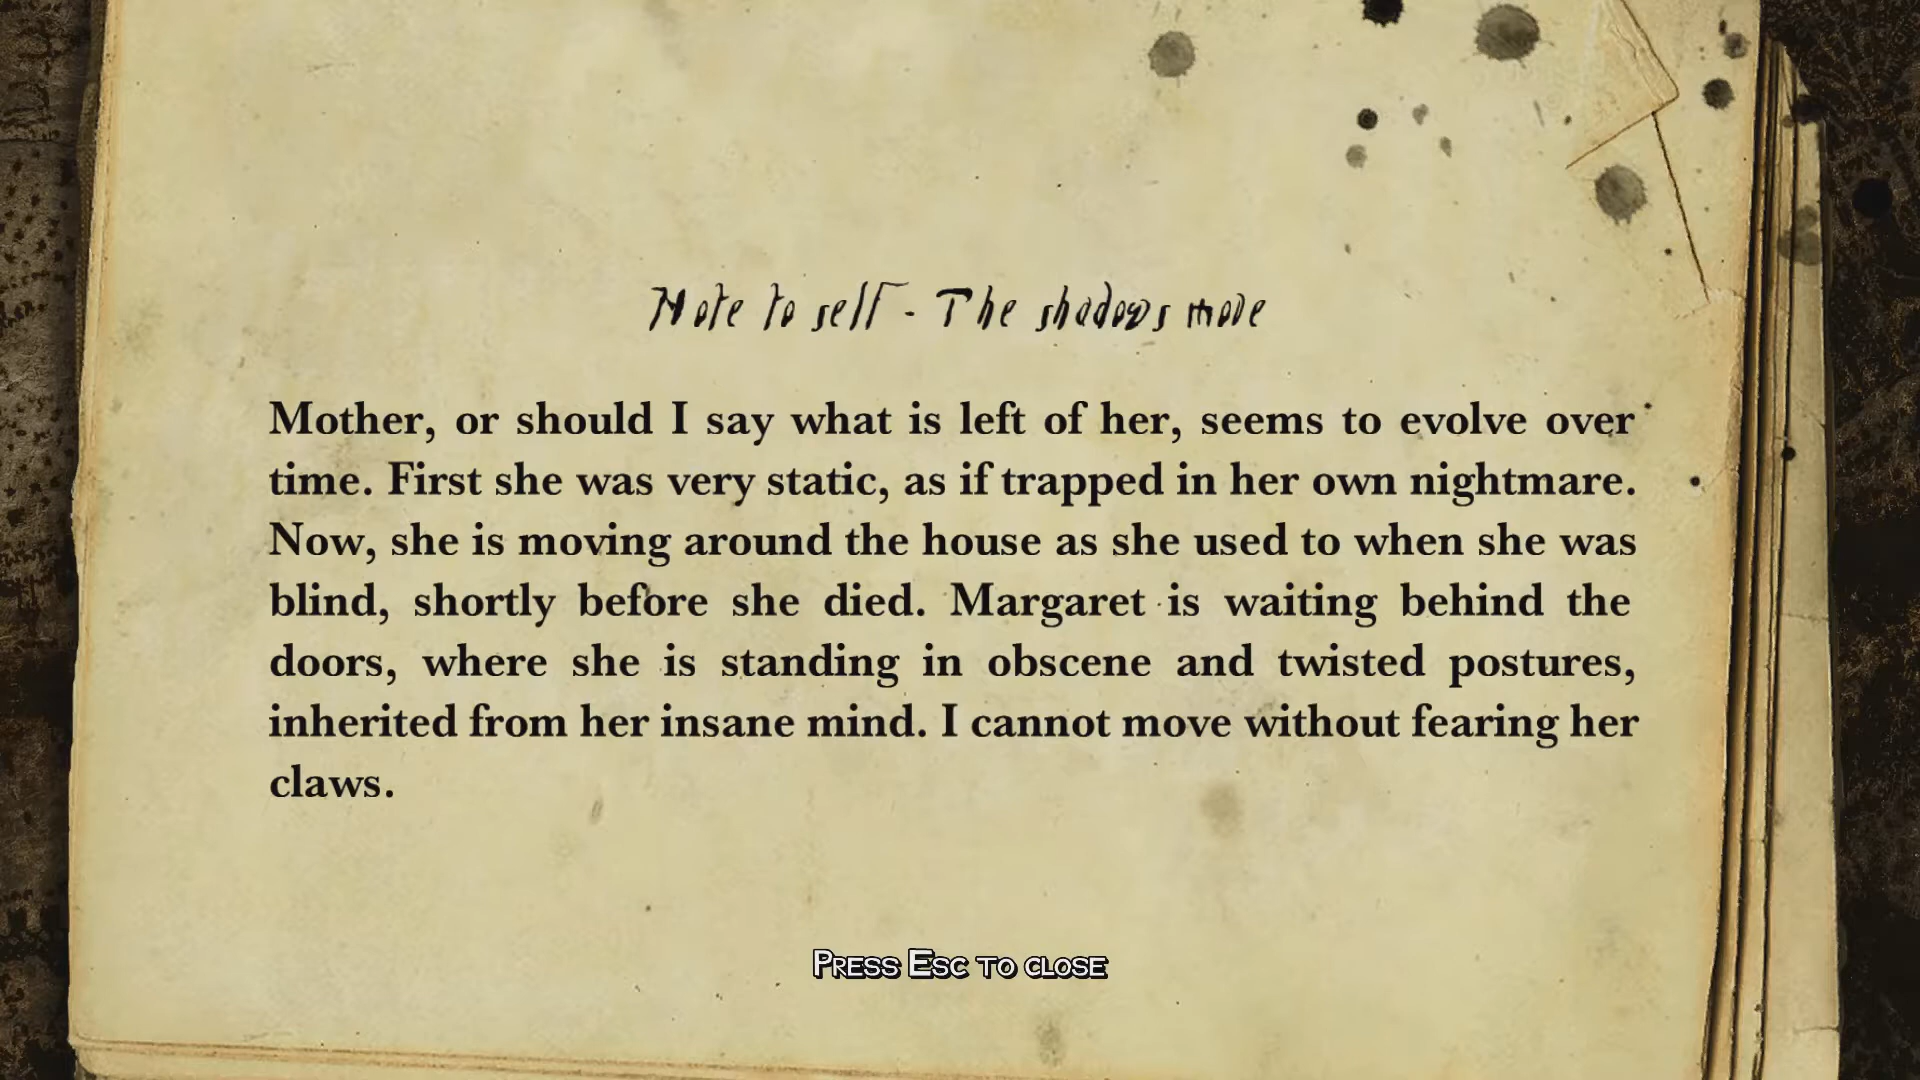 Note to self - The shadows move
Mother, or should I say what is left of her, seems to evolve over
time. First she was very static, as if trapped in her own nightmare.
Now, she is moving around the house as she used to when she was
blind, shortly before she died. Margaret is waiting behind the
doors, where she is standing in obscene and twisted postures,
inherited from her insane mind. I cannot move without fearing her
claws.
Press Esc to close